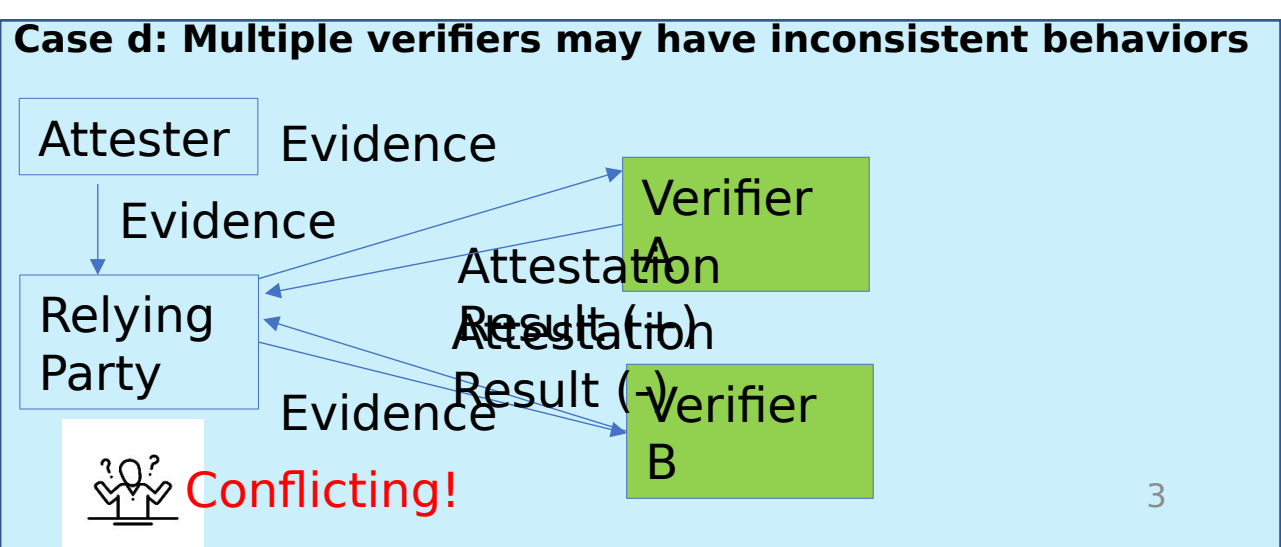 Case d: Multiple verifiers may have inconsistent behaviors
Attester
Evidence
Evidence
Verifier
A
Attestation
Result (+)
Relying
Party
Attestation
Result (-)
Evidence
Verifier
B
? ?
Conflicting!
3